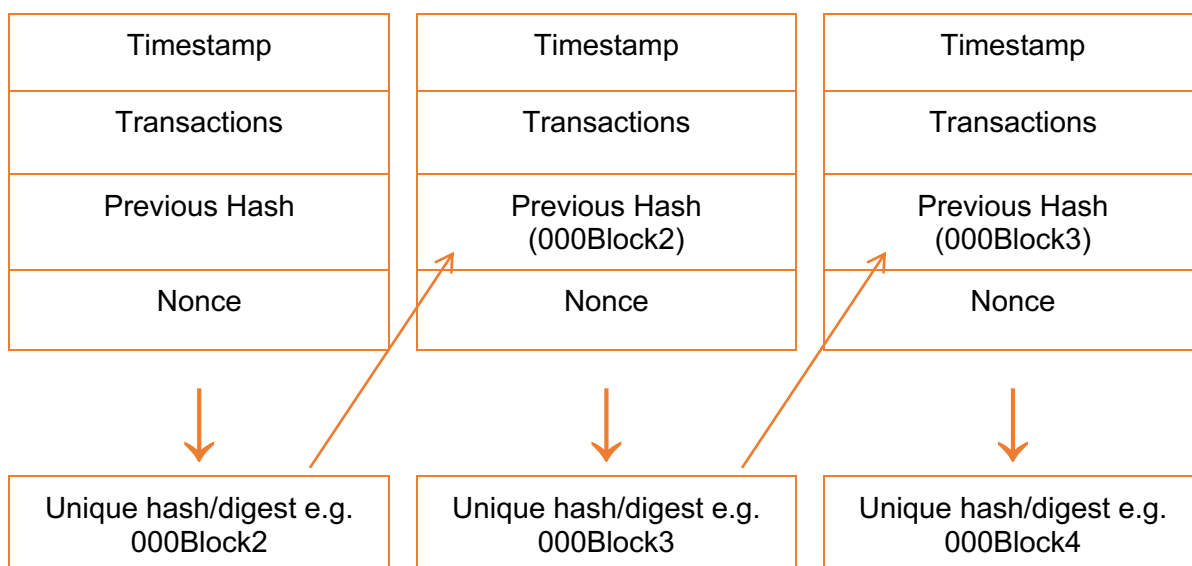 Timestamp
Transactions
Previous Hash
Nonce
Unique hash/digest e.g.
000Block2
Timestamp
Transactions
Previous Hash
(000Block2)
Nonce
Unique hash/digest e.g.
000Block3
Timestamp
Transactions
Previous Hash
(000Block3)
Nonce
Unique hash/digest e.g.
000Block4